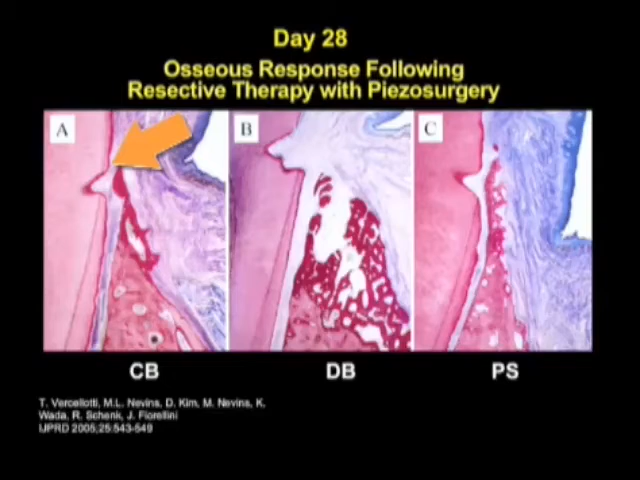 Day 28
Osseous Response Following
Resective Therapy with Piezosurgery
A
B
C
CB
DB
PS
T. Vercellotti, M.L. Nevins, D. Kim, M. Nevins, K.
Wada, R. Schenk, J. Fiorellini
IJPRD 2005;25:543-549